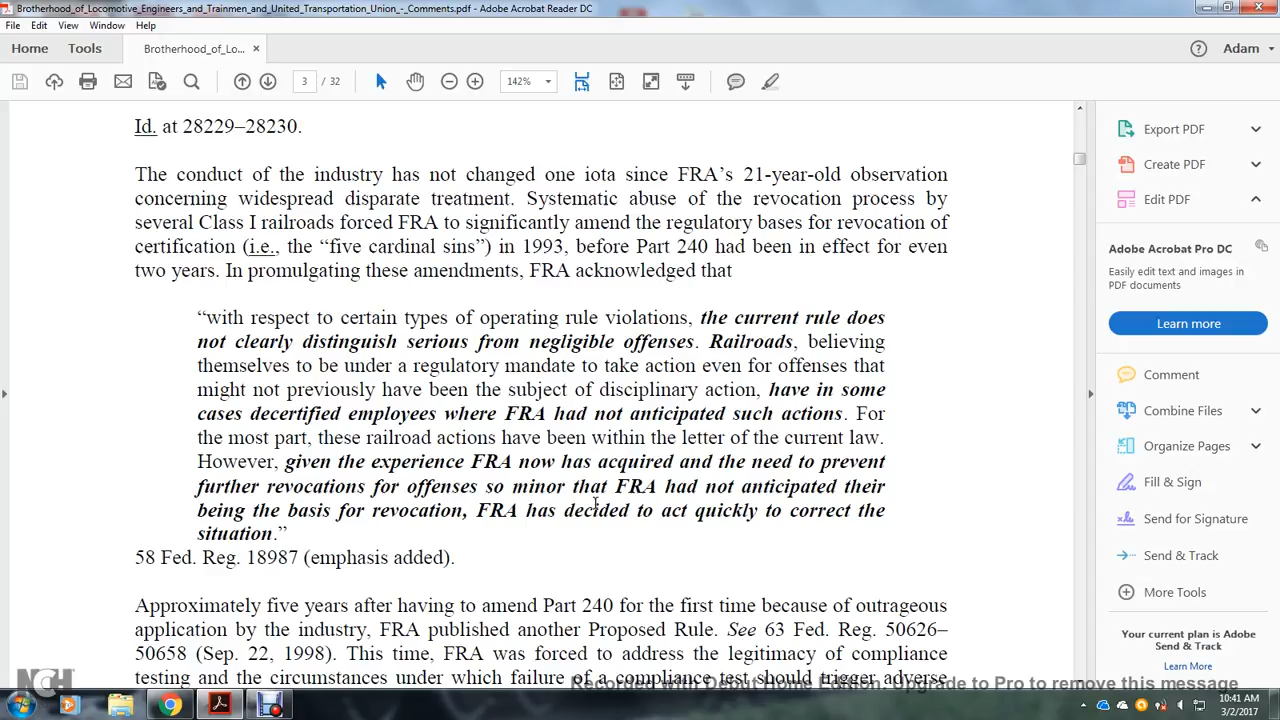 Brotherhood_of_Locomotive_Engineers_and_Trainmen_and_United_Transportation_Union_-_Comments.pdf - Adobe Acrobat Reader DC
File Edit View Window Help
Home Tools Brotherhood_of_Lo... × ? Adam
3 / 32 142%
Id. at 28229–28230.
The conduct of the industry has not changed one iota since FRA’s 21-year-old observation
concerning widespread disparate treatment. Systematic abuse of the revocation process by
several Class I railroads forced FRA to significantly amend the regulatory bases for revocation of
certification (i.e., the “five cardinal sins”) in 1993, before Part 240 had been in effect for even
two years. In promulgating these amendments, FRA acknowledged that
“with respect to certain types of operating rule violations, the current rule does
not clearly distinguish serious from negligible offenses. Railroads, believing
themselves to be under a regulatory mandate to take action even for offenses that
might not previously have been the subject of disciplinary action, have in some
cases decertified employees where FRA had not anticipated such actions. For
the most part, these railroad actions have been within the letter of the current law.
However, given the experience FRA now has acquired and the need to prevent
further revocations for offenses so minor that FRA had not anticipated their
being the basis for revocation, FRA has decided to act quickly to correct the
situation.”
58 Fed. Reg. 18987 (emphasis added).
Approximately five years after having to amend Part 240 for the first time because of outrageous
application by the industry, FRA published another Proposed Rule. See 63 Fed. Reg. 50626–
50658 (Sep. 22, 1998). This time, FRA was forced to address the legitimacy of compliance
testing and the circumstances under which failure of a compliance test should trigger adverse
Export PDF
Create PDF
Edit PDF
Adobe Acrobat Pro DC
Easily edit text and images in
PDF documents
Learn more
Comment
Combine Files
Organize Pages
Fill & Sign
Send for Signature
Send & Track
More Tools
Your current plan is Adobe
Send & Track
Learn More
NCH
Recorded with Debut Home Edition. Upgrade to Pro to remove this message
10:41 AM
3/2/2017